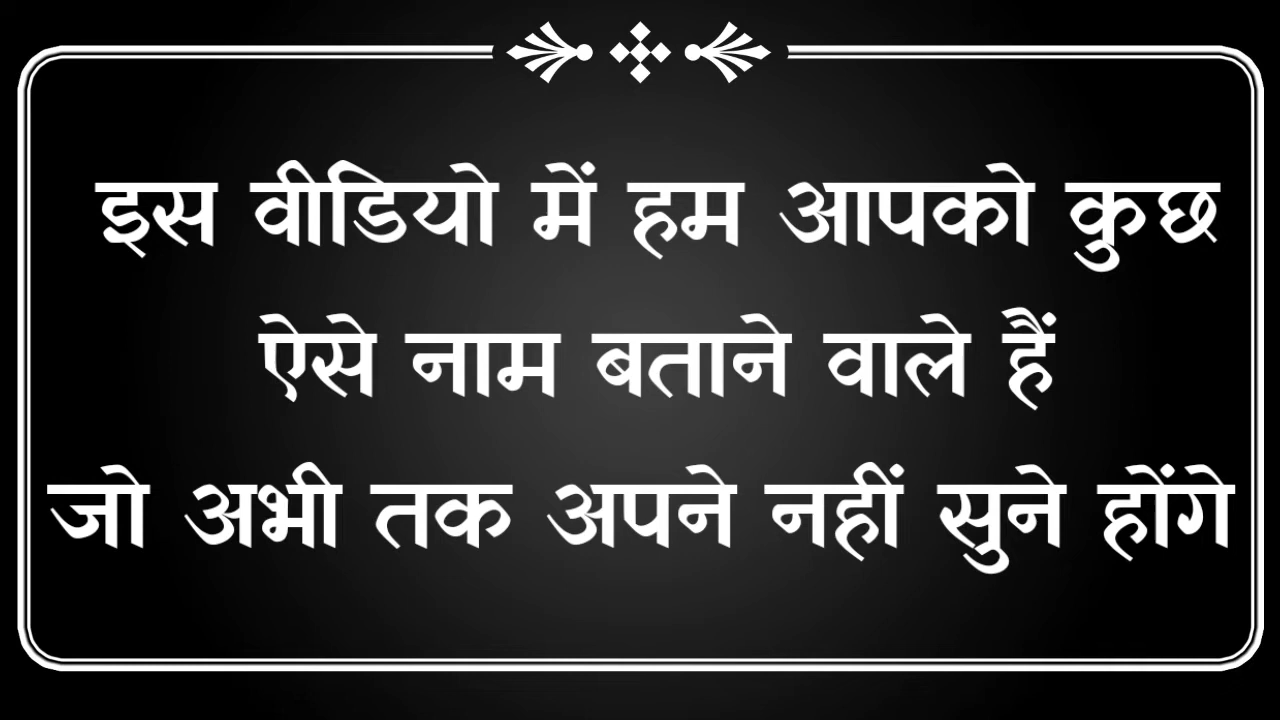 इस वीडियो में हम आपको कुछ
ऐसे नाम बताने वाले हैं
जो अभी तक अपने नहीं सुने होंगे